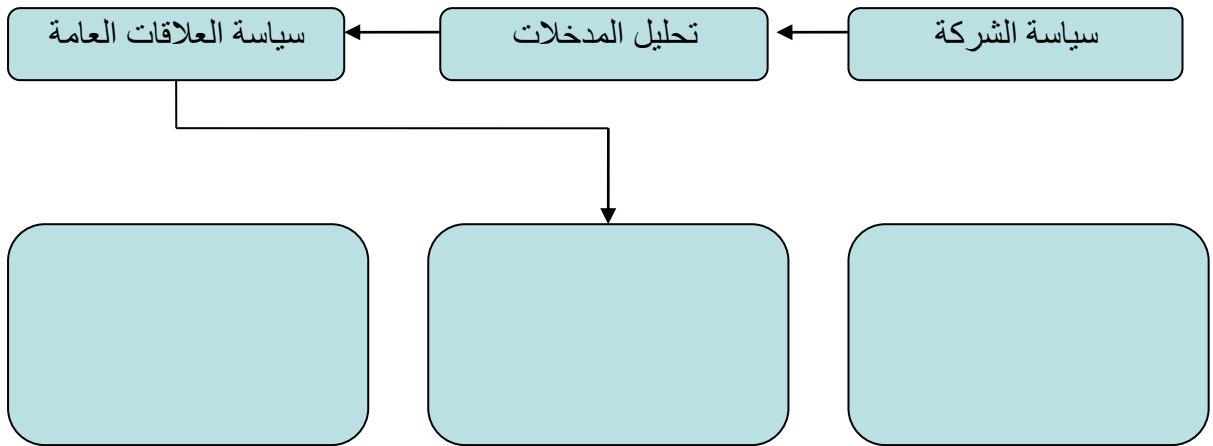 سياسة الشركة
تحليل المدخلات
سياسة العلاقات العامة